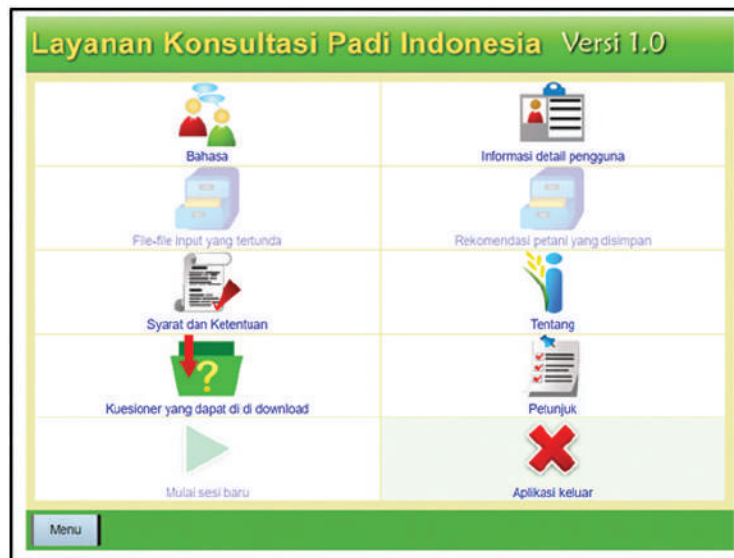 Layanan Konsultasi Padi Indonesia Versi 1.0
Bahasa
Informasi detail pengguna
File-file input yang tertunda
Rekomendasi petani yang disimpan
Syarat dan Ketentuan
Tentang
?
Kuesioner yang dapat di di download
Petunjuk
Mulai sesi baru
Aplikasi keluar
Menu